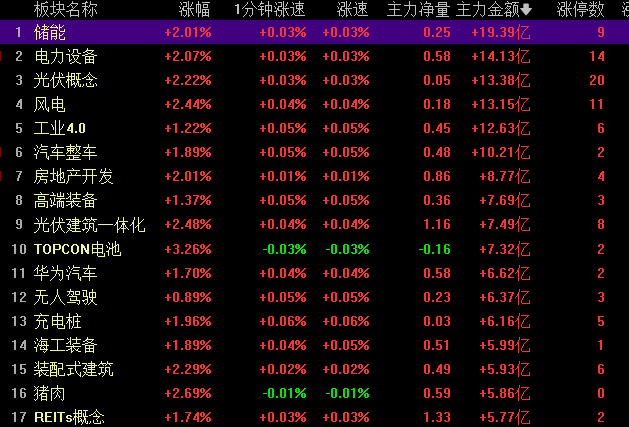 板块名称 涨幅 1分钟涨速 涨速 主力净量 主力金额 涨停数
1 储能 +2.01% +0.03% +0.03% 0.25 +19.39亿 9
2 电力设备 +2.07% +0.03% +0.03% 0.58 +14.13亿 14
3 光伏概念 +2.22% +0.03% +0.03% 0.05 +13.38亿 20
4 风电 +2.44% +0.04% +0.04% 0.18 +13.15亿 11
5 工业4.0 +1.22% +0.05% +0.05% 0.45 +12.63亿 6
6 汽车整车 +1.89% +0.05% +0.05% 0.48 +10.21亿 2
7 房地产开发 +2.01% +0.01% +0.01% 0.86 +8.77亿 4
8 高端装备 +1.37% +0.05% +0.05% 0.36 +7.69亿 3
9 光伏建筑一体化 +2.48% +0.04% +0.04% 1.16 +7.49亿 8
10 TOPCON电池 +3.26% -0.03% -0.03% -0.16 +7.32亿 2
11 华为汽车 +1.70% +0.04% +0.04% 0.58 +6.62亿 2
12 无人驾驶 +0.89% +0.05% +0.05% 0.23 +6.37亿 3
13 充电桩 +1.96% +0.06% +0.06% 0.03 +6.16亿 5
14 海工装备 +1.89% +0.04% +0.05% 0.51 +5.99亿 1
15 装配式建筑 +2.29% +0.02% +0.02% 0.49 +5.93亿 6
16 猪肉 +2.69% -0.01% -0.01% 0.59 +5.86亿 0
17 REITs概念 +1.74% +0.03% +0.03% 1.33 +5.77亿 2